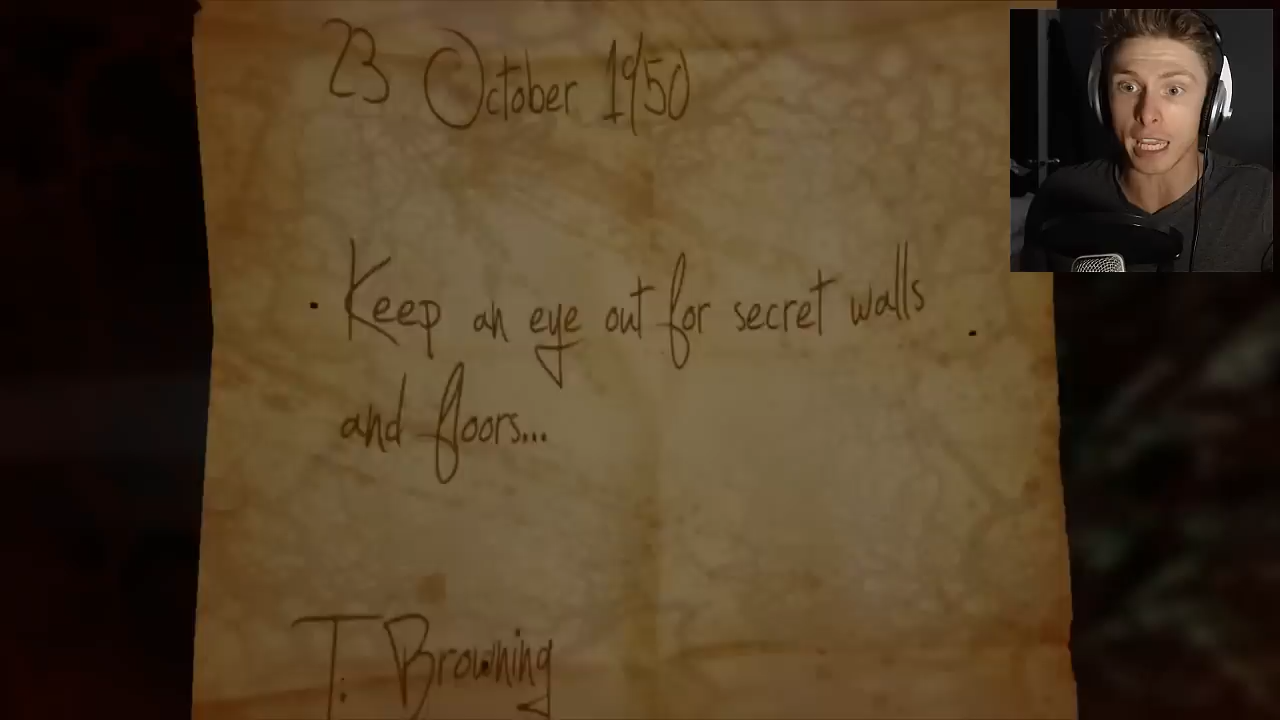 23 October 1950
· Keep an eye out for secret walls
and floors...
T. Browning